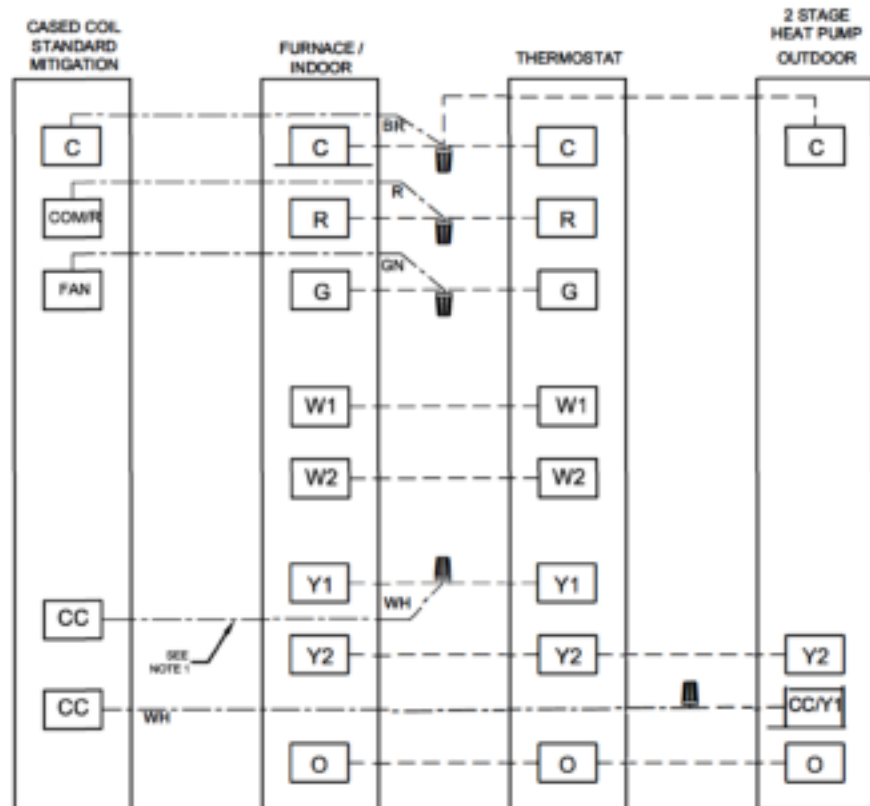 CASED COIL
STANDARD
MITIGATION
FURNACE /
INDOOR
THERMOSTAT
2 STAGE
HEAT PUMP
OUTDOOR
BR
C
C
C
C
R
COM/R
R
R
GN
FAN
G
G
W1
W1
W2
W2
Y1
Y1
WH
CC
SEE
NOTE 1
Y2
Y2
Y2
CC
WH
CC/Y1
O
O
O